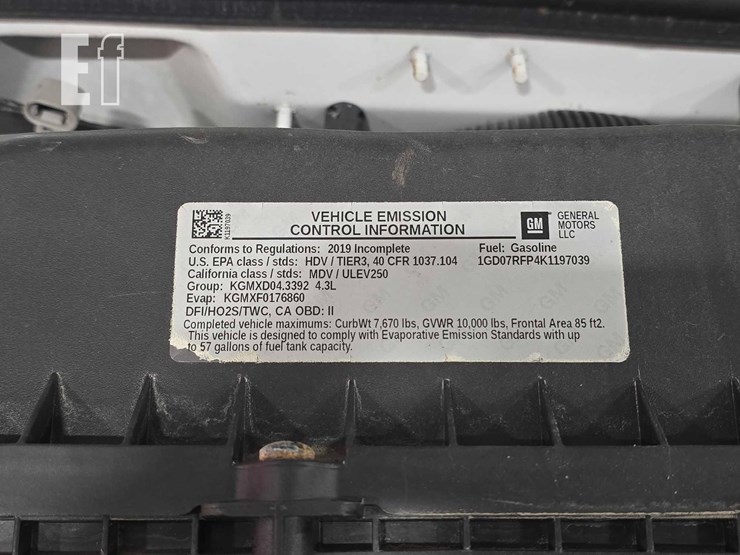 Ef
K1197039
VEHICLE EMISSION
CONTROL INFORMATION
GM
GENERAL
MOTORS
LLC
Conforms to Regulations: 2019 Incomplete
Fuel: Gasoline
U.S. EPA class / stds: HDV / TIER3, 40 CFR 1037.104
1GD07RFP4K1197039
California class / stds: MDV / ULEV250
Group: KGMXD04.3392 4.3L
Evap: KGMXF0176860
DFI/HO2S/TWC, CA OBD: II
Completed vehicle maximums: CurbWt 7,670 lbs, GVWR 10,000 lbs, Frontal Area 85 ft2.
This vehicle is designed to comply with Evaporative Emission Standards with up
to 57 gallons of fuel tank capacity.